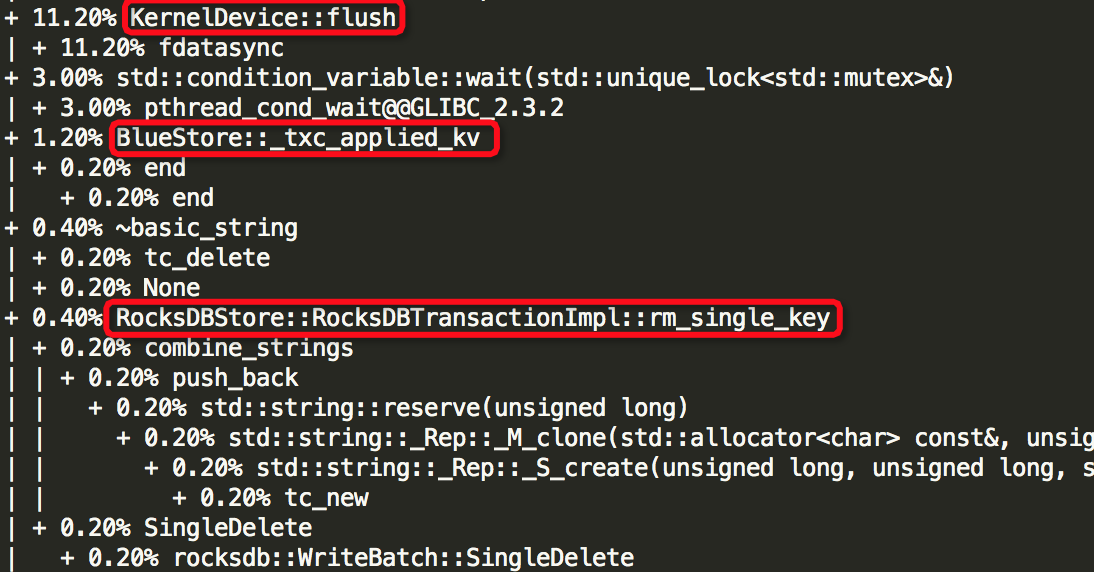 + 11.20% KernelDevice::flush
| + 11.20% fdatasync
+ 3.00% std::condition_variable::wait(std::unique_lock<std::mutex>&)
| + 3.00% pthread_cond_wait@@GLIBC_2.3.2
+ 1.20% BlueStore::_txc_applied_kv
| + 0.20% end
|   + 0.20% end
+ 0.40% ~basic_string
| + 0.20% tc_delete
| + 0.20% None
+ 0.40% RocksDBStore::RocksDBTransactionImpl::rm_single_key
| + 0.20% combine_strings
| | + 0.20% push_back
| |   + 0.20% std::string::reserve(unsigned long)
| |     + 0.20% std::string::_Rep::_M_clone(std::allocator<char> const&, unsig
| |       + 0.20% std::string::_Rep::_S_create(unsigned long, unsigned long, s
| |         + 0.20% tc_new
| + 0.20% SingleDelete
|   + 0.20% rocksdb::WriteBatch::SingleDelete